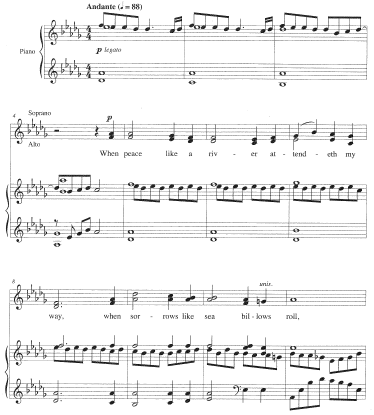 Andante (♩ = 88)
Piano
p legato
4
Soprano
p
Alto
When peace like a riv - er at - tend - eth my
8
unis.
way, when sor - rows like sea bil - lows roll,